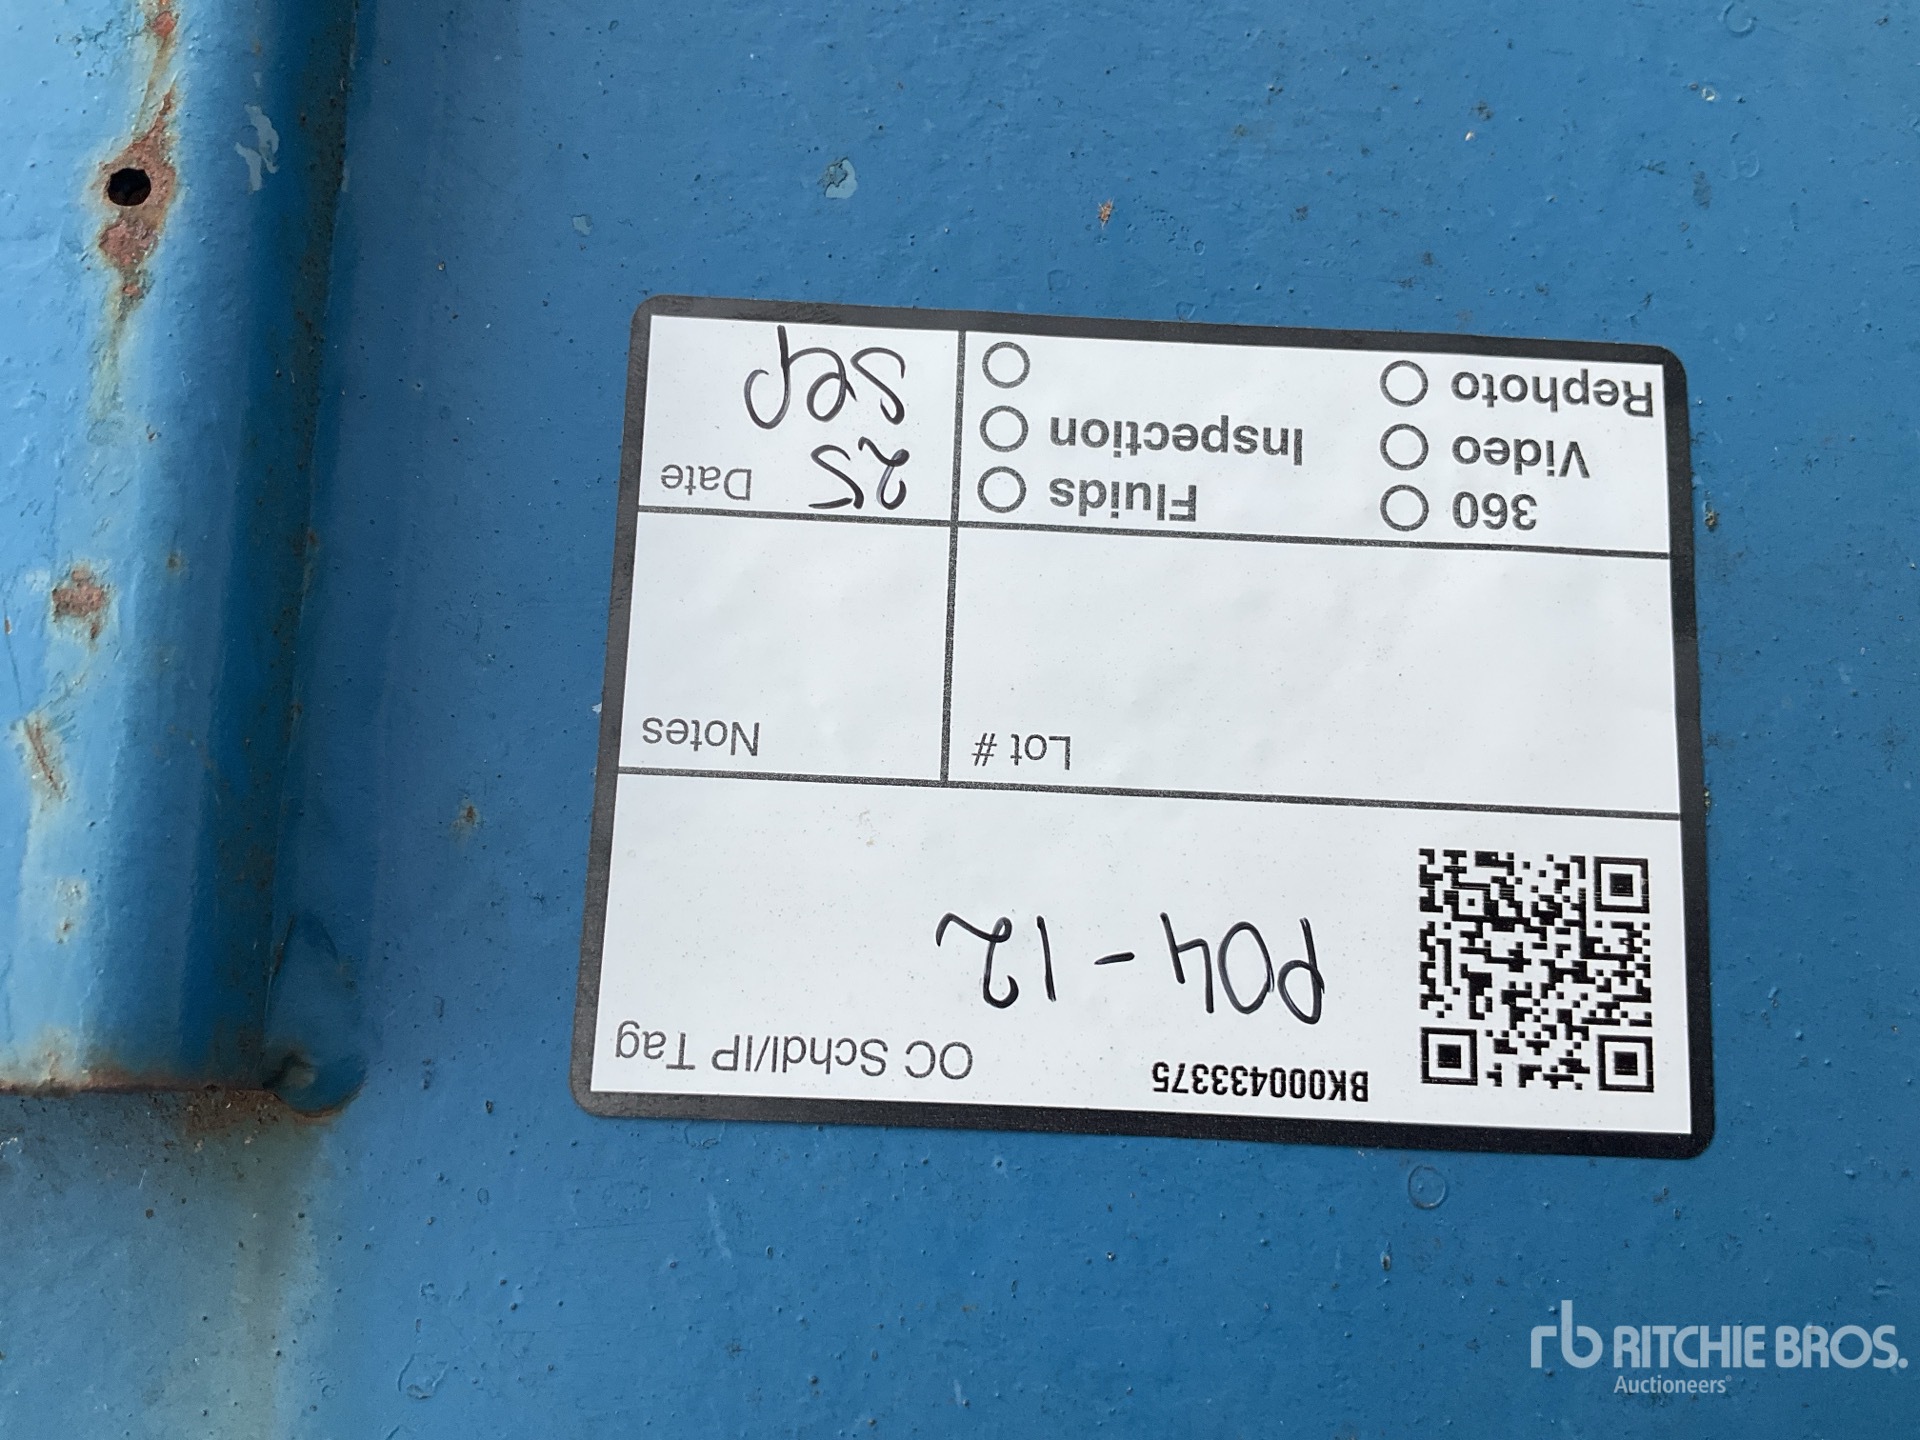 BK000433375
OC Schdl/IP Tag
P04-12
Lot #
Notes
360
Fluids
Date
25
Sep
Video
Inspection
Rephoto
rb RITCHIE BROS.
Auctioneers